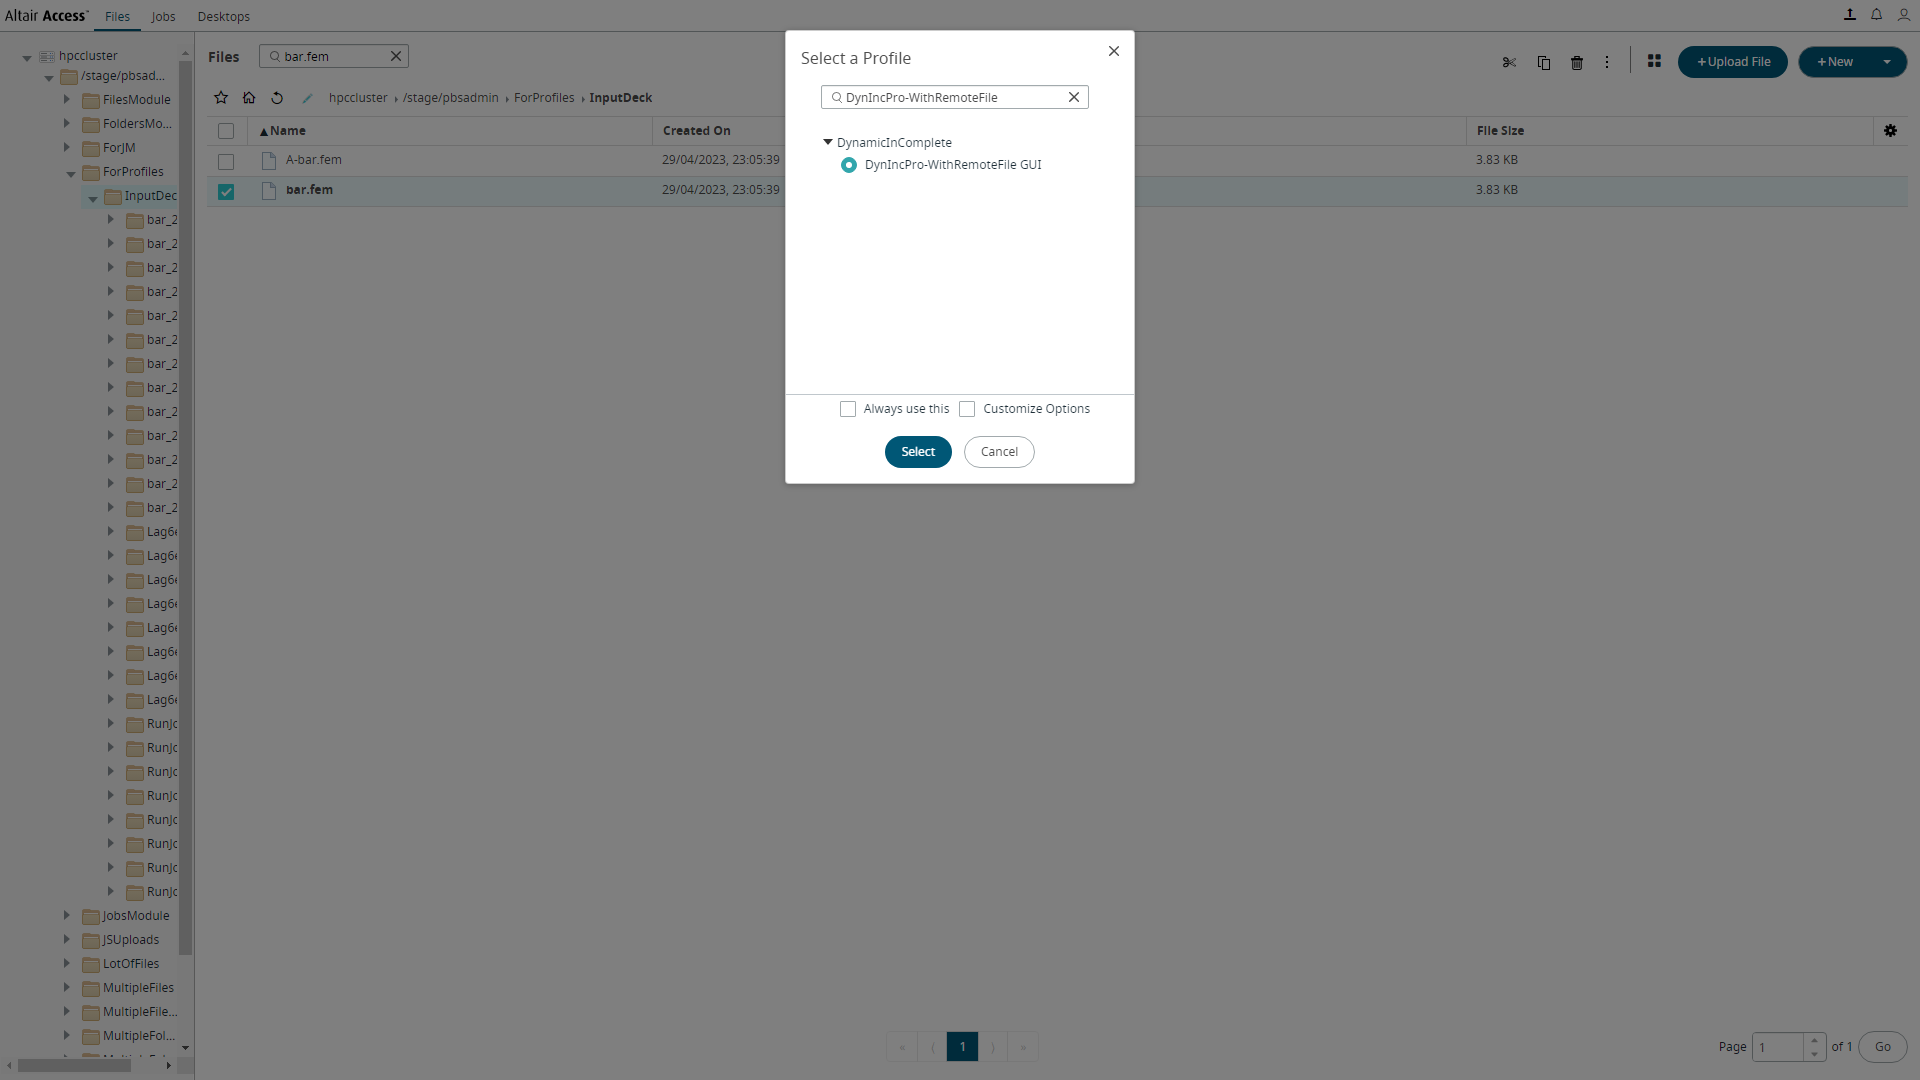 Altair Access™ Files Jobs Desktops
hpccluster
/stage/pbsad...
FilesModule
FoldersMo...
ForJM
ForProfiles
InputDec
bar_2
bar_2
bar_2
bar_2
bar_2
bar_2
bar_2
bar_2
bar_2
bar_2
bar_2
bar_2
bar_2
Lag6
Lag6
Lag6
Lag6
Lag6
Lag6
Lag6
Lag6
RunJc
RunJc
RunJc
RunJc
RunJc
RunJc
RunJc
RunJc
JobsModule
JSUploads
LotOfFiles
MultipleFiles
MultipleFile...
MultipleFol...
Files bar.fem
+Upload File +New
hpccluster › /stage/pbsadmin › ForProfiles › InputDeck
Name Created On File Size
A-bar.fem 29/04/2023, 23:05:39 3.83 KB
bar.fem 29/04/2023, 23:05:39 3.83 KB
Select a Profile
DynIncPro-WithRemoteFile
DynamicInComplete
DynIncPro-WithRemoteFile GUI
Always use this Customize Options
Select Cancel
« ⟨ 1 ⟩ »
Page 1 of 1 Go